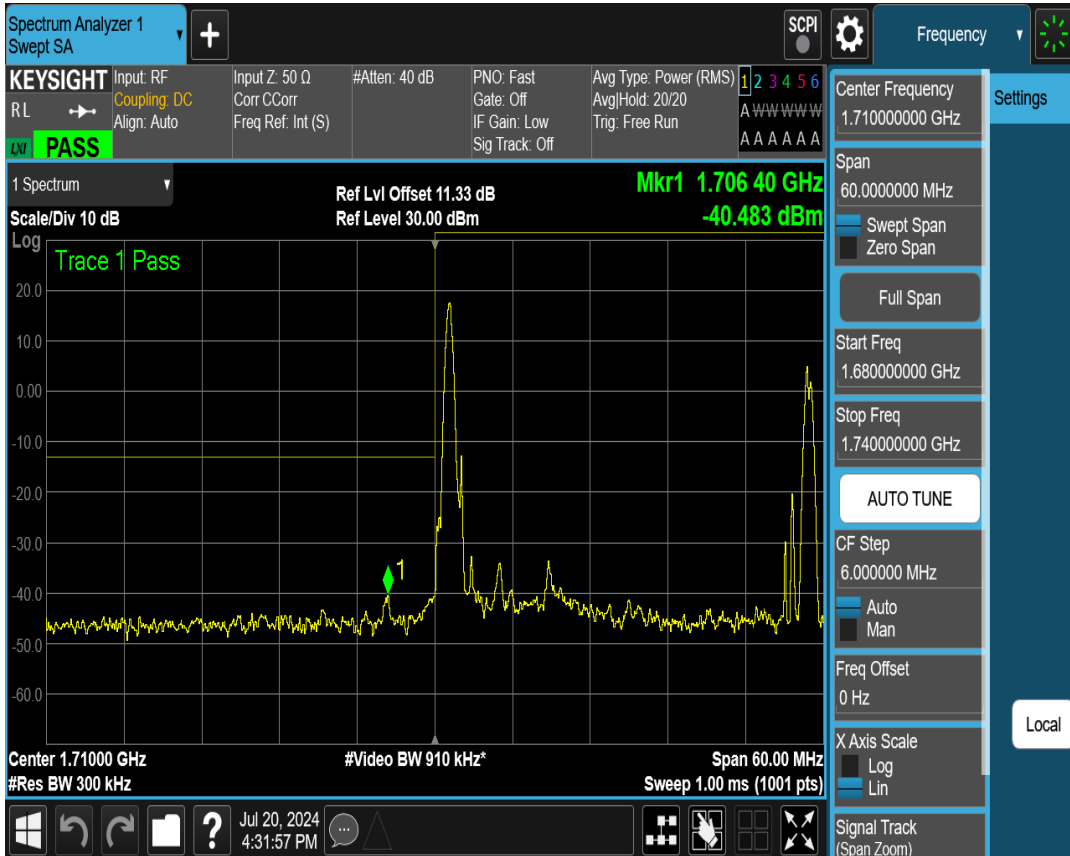 Spectrum Analyzer 1
Swept SA
+
SCPI
Frequency
KEYSIGHT
R L
LXI
PASS
Input: RF
Coupling: DC
Align: Auto
Input Z: 50 Ω
Corr CCorr
Freq Ref: Int (S)
#Atten: 40 dB
PNO: Fast
Gate: Off
IF Gain: Low
Sig Track: Off
Avg Type: Power (RMS)
Avg|Hold: 20/20
Trig: Free Run
1 2 3 4 5 6
A W W W W W
A A A A A A
1 Spectrum
Scale/Div 10 dB
Ref Lvl Offset 11.33 dB
Ref Level 30.00 dBm
Mkr1 1.706 40 GHz
-40.483 dBm
Log
Trace 1 Pass
20.0
10.0
0.00
-10.0
-20.0
-30.0
-40.0
-50.0
-60.0
1
Center 1.71000 GHz
#Res BW 300 kHz
#Video BW 910 kHz*
Span 60.00 MHz
Sweep 1.00 ms (1001 pts)
Center Frequency
1.710000000 GHz
Span
60.0000000 MHz
Swept Span
Zero Span
Full Span
Start Freq
1.680000000 GHz
Stop Freq
1.740000000 GHz
AUTO TUNE
CF Step
6.000000 MHz
Auto
Man
Freq Offset
0 Hz
X Axis Scale
Log
Lin
Signal Track
(Span Zoom)
Settings
Local
?
Jul 20, 2024
4:31:57 PM